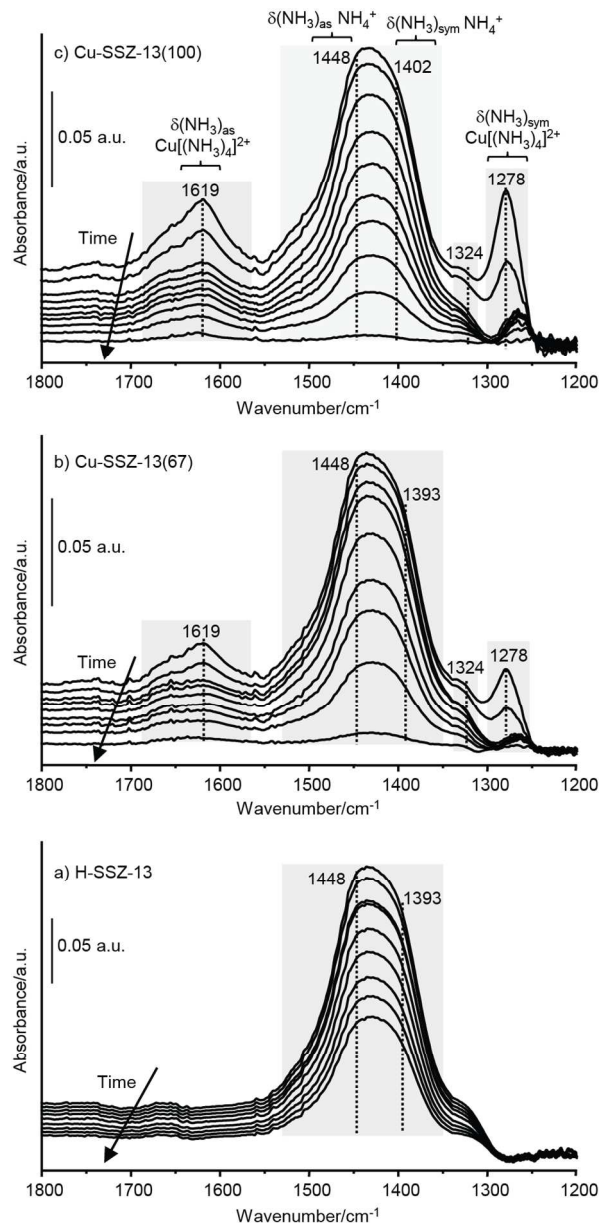 δ(NH₃)ₐₛ NH₄⁺
δ(NH₃)ₛᵧₘ NH₄⁺
c) Cu-SSZ-13(100)
1448
1402
0.05 a.u.
δ(NH₃)ₐₛ
Cu[(NH₃)₄]²⁺
δ(NH₃)ₛᵧₘ
Cu[(NH₃)₄]²⁺
1619
1278
1324
Time
Absorbance/a.u.
1800 1700 1600 1500 1400 1300 1200
Wavenumber/cm⁻¹
b) Cu-SSZ-13(67)
1448
1393
0.05 a.u.
1619
1324
1278
Time
Absorbance/a.u.
1800 1700 1600 1500 1400 1300 1200
Wavenumber/cm⁻¹
a) H-SSZ-13
1448
1393
0.05 a.u.
Time
Absorbance/a.u.
1800 1700 1600 1500 1400 1300 1200
Wavenumber/cm⁻¹